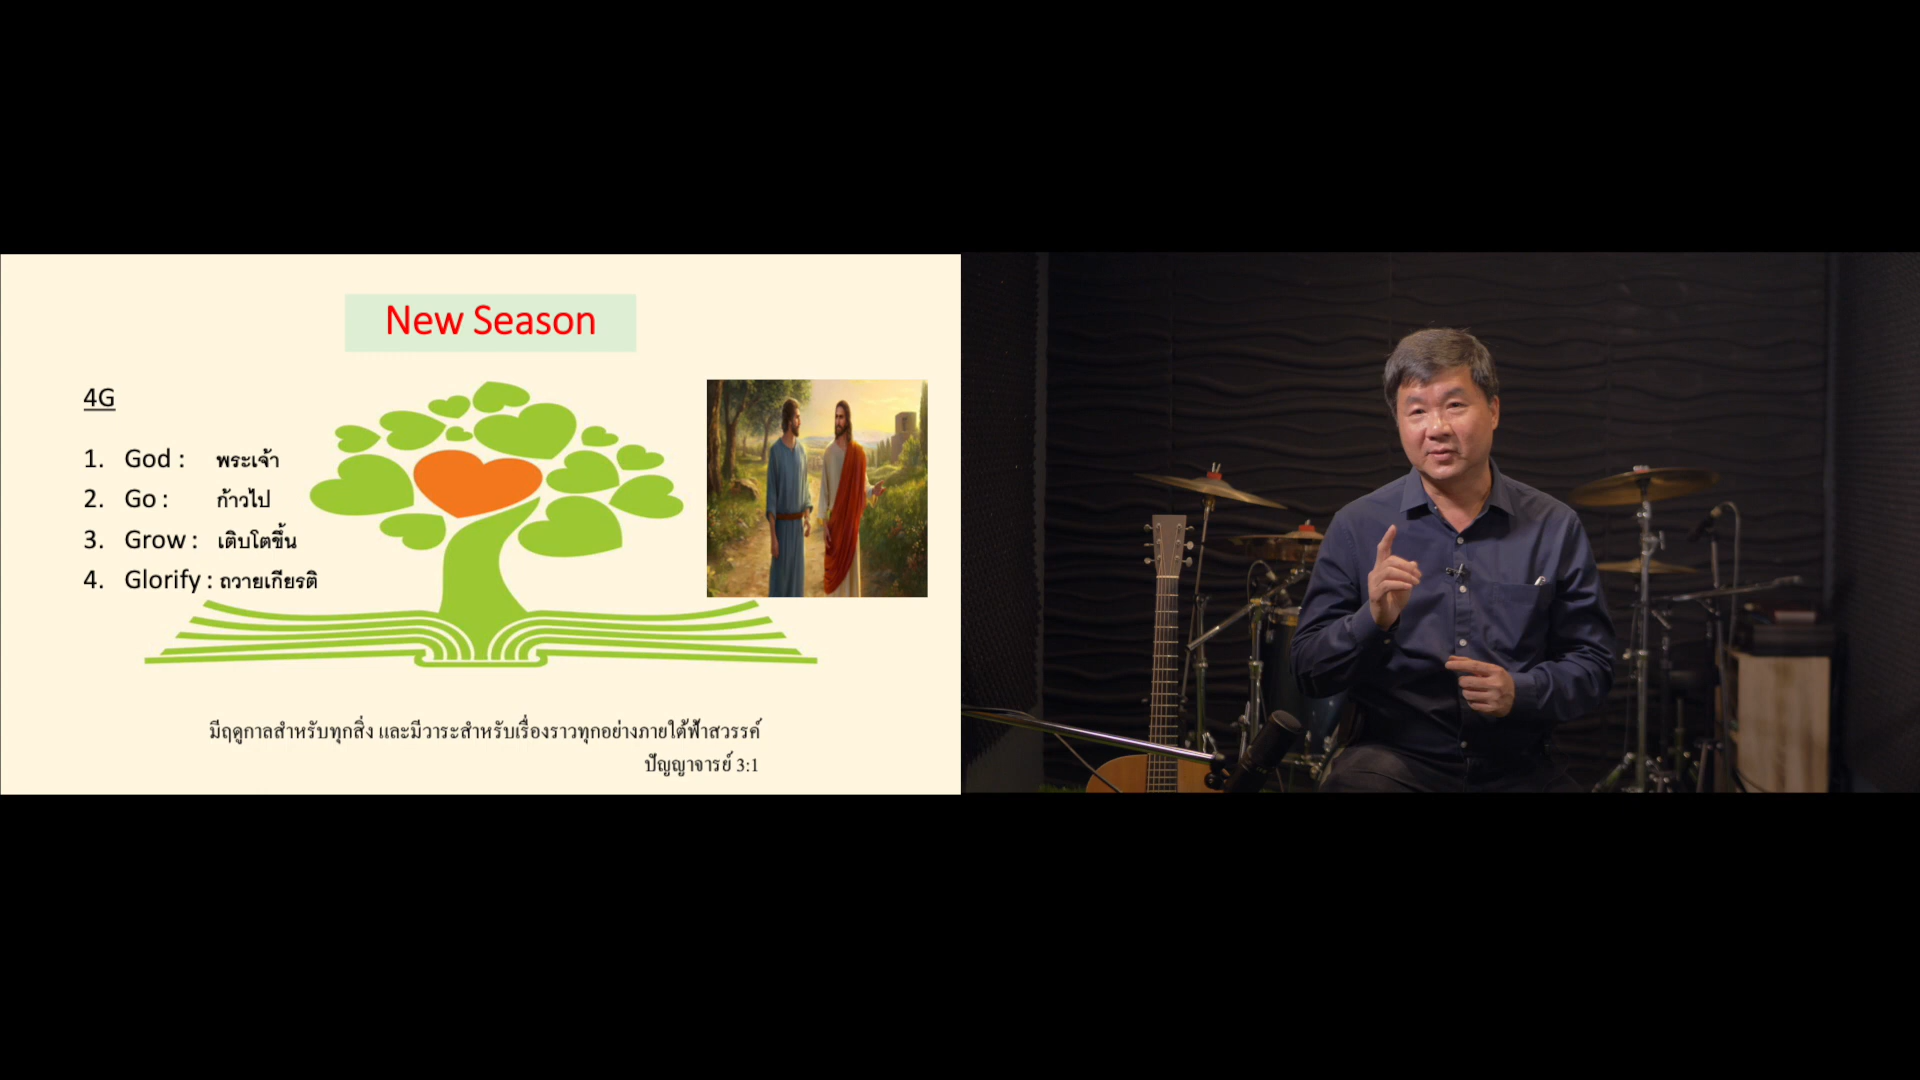 New Season
4G
1. God : พระเจ้า
2. Go : ก้าวไป
3. Grow : เติบโตขึ้น
4. Glorify : ถวายเกียรติ
มีฤดูกาลสำหรับทุกสิ่ง และมีวาระสำหรับเรื่องราวทุกอย่างภายใต้ฟ้าสวรรค์
ปัญญาจารย์ 3:1